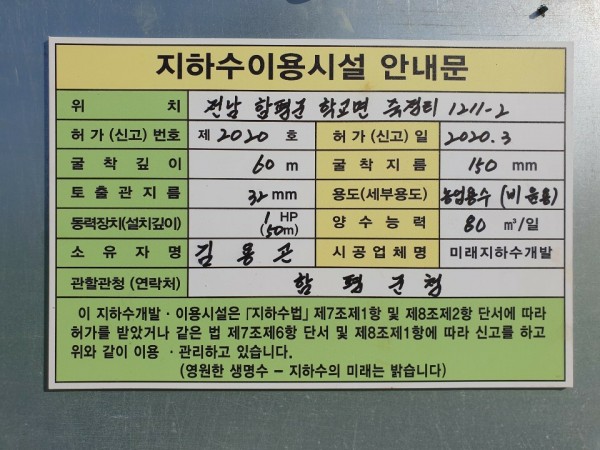 지하수이용시설 안내문
위 치 전남 함평군 학교면 죽정리 1211-2
허 가 (신고) 번호 제 2020 호 허 가 (신고) 일 2020.3
굴 착 깊 이 60 m 굴 착 지 름 150 mm
토 출 관 지 름 32 mm 용도(세부용도) 농업용수 (비음용)
동력장치(설치깊이) 1 HP (50m) 양 수 능 력 80 m³/일
소 유 자 명 김용곤 시 공 업 체 명 미래지하수개발
관할관청 (연락처) 함 평 군 청
이 지하수개발 · 이용시설은 「지하수법」 제7조제1항 및 제8조제2항 단서에 따라
허가를 받았거나 같은 법 제7조제6항 단서 및 제8조제1항에 따라 신고를 하고
위와 같이 이용 · 관리하고 있습니다.
(영원한 생명수 – 지하수의 미래는 밝습니다)